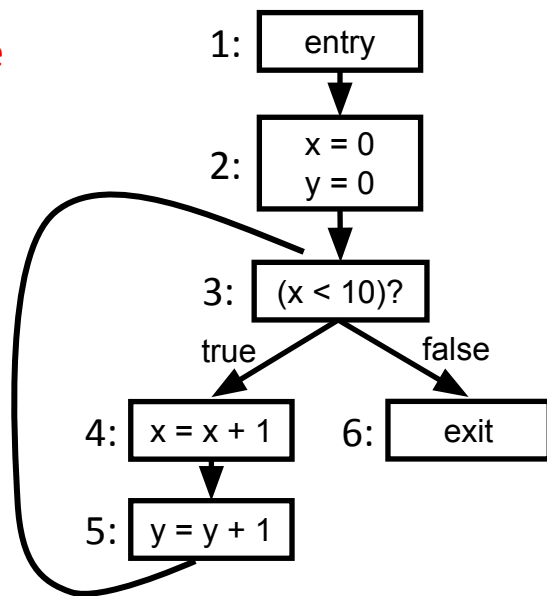 e
1: entry
2: x = 0
y = 0
3: (x < 10)?
true false
4: x = x + 1 6: exit
5: y = y + 1